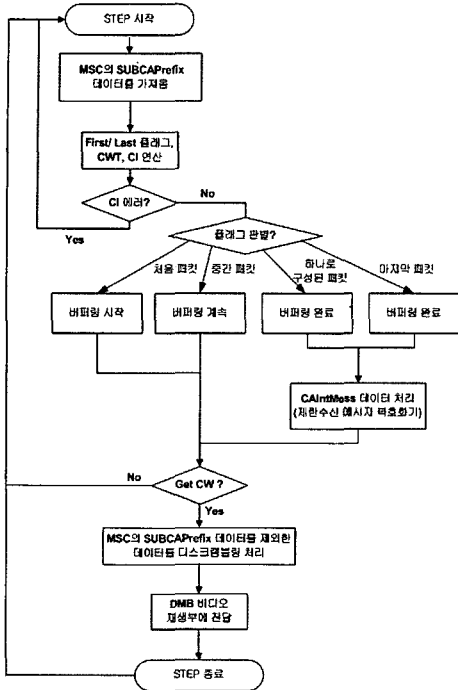 STEP 시작
MSC의 SUBCAPrefix
데이터를 가져옴
First/ Last 플래그,
CWT, CI 연산
CI 에러?
No
Yes
플래그 판별?
처음 패킷
중간 패킷
하나로
구성된 패킷
마지막 패킷
버퍼링 시작
버퍼링 계속
버퍼링 완료
버퍼링 완료
CAIntMess 데이터 처리
(제한수신 메시지 복호화기)
No
Get CW ?
Yes
MSC의 SUBCAPrefix 데이터를 제외한
데이터를 디스크램블링 처리
DMB 비디오
재생부에 전달
STEP 종료